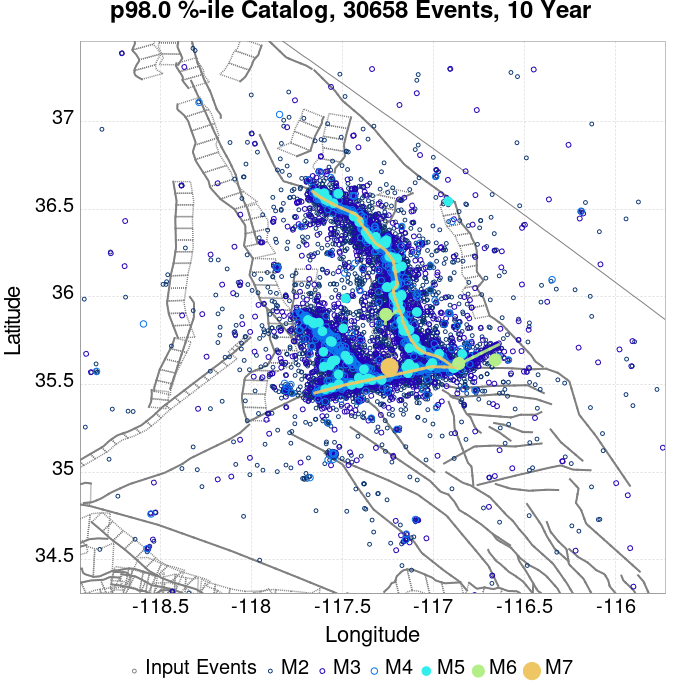 p98.0 %-ile Catalog, 30658 Events, 10 Year
37
36.5
36
35.5
35
34.5
Latitude
-118.5 -118 -117.5 -117 -116.5 -116
Longitude
Input Events M2 M3 M4 M5 M6 M7